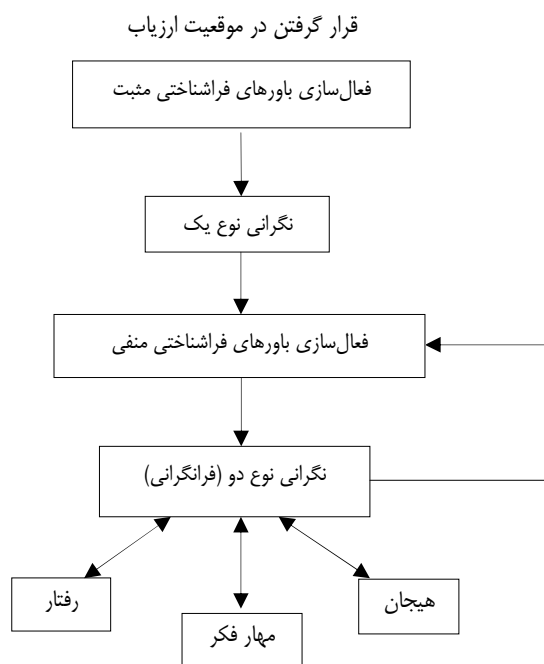 قرار گرفتن در موقعیت ارزیاب
فعال‌سازی باورهای فراشناختی مثبت
نگرانی نوع یک
فعال‌سازی باورهای فراشناختی منفی
نگرانی نوع دو (فرانگرانی)
هیجان
رفتار
مهار فکر